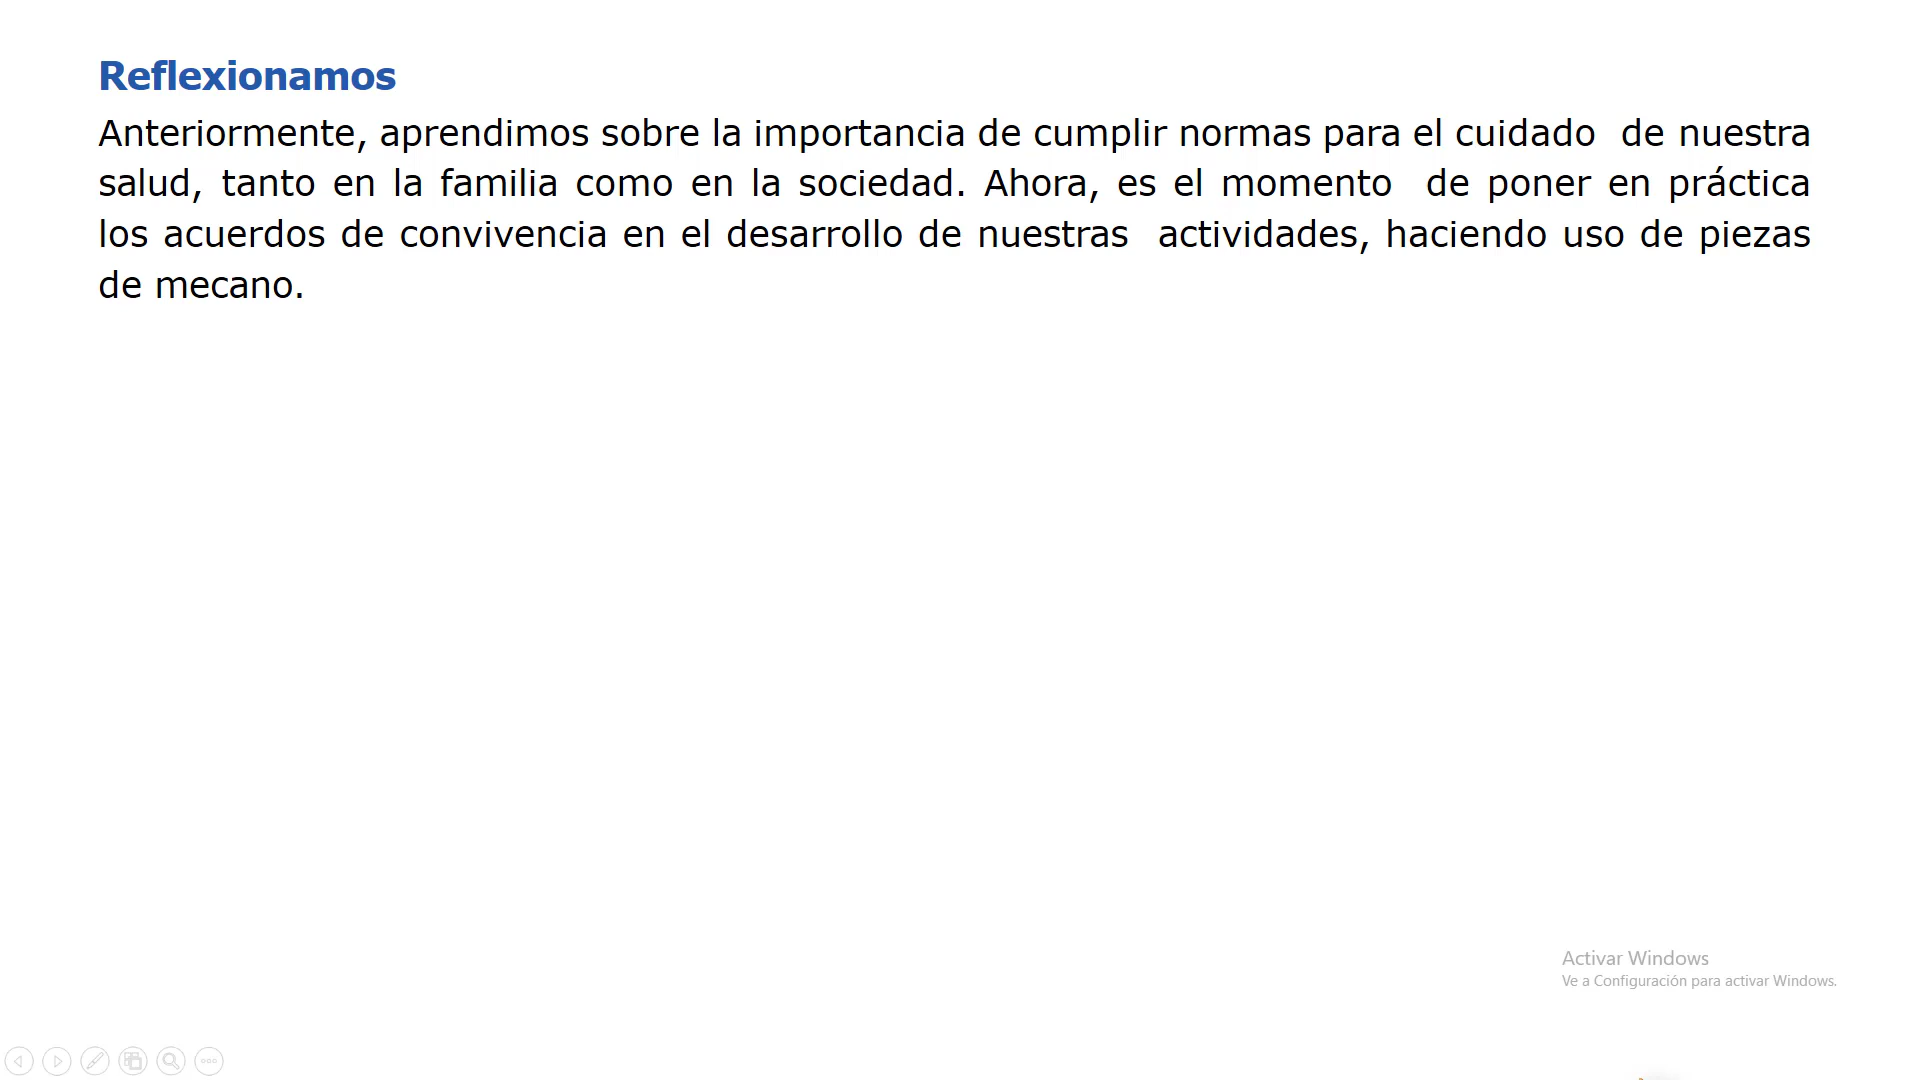 Reflexionamos
Anteriormente, aprendimos sobre la importancia de cumplir normas para el cuidado de nuestra
salud, tanto en la familia como en la sociedad. Ahora, es el momento de poner en práctica
los acuerdos de convivencia en el desarrollo de nuestras actividades, haciendo uso de piezas
de mecano.
Activar Windows
Ve a Configuración para activar Windows.